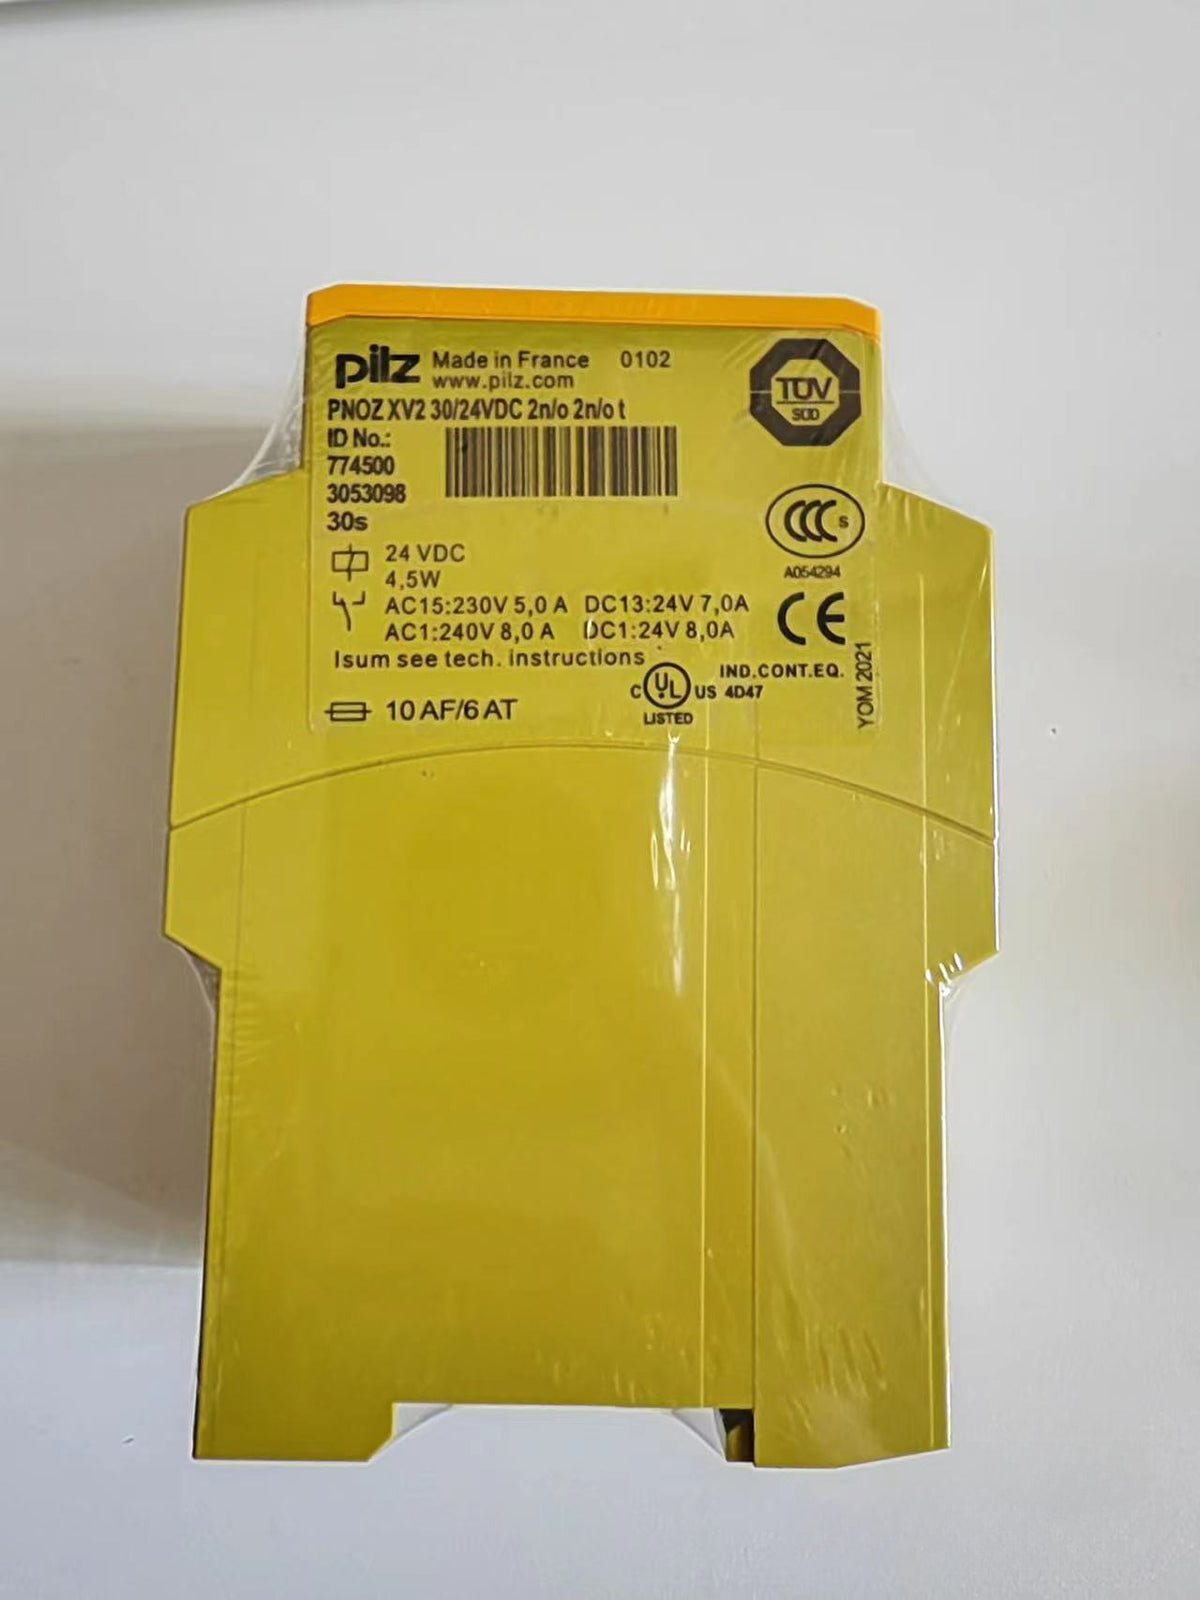 pilz Made in France 0102
www.pilz.com
PNOZ XV2 30/24VDC 2n/o 2n/o t
ID No.:
774500
3053098
30s
24 VDC
4,5W
AC15:230V 5,0 A DC13:24V 7,0A
AC1:240V 8,0 A DC1:24V 8,0A
Isum see tech. instructions
10 AF/6 AT
TÜV
SÜD
CCC S
A054294
CE
IND.CONT.EQ.
C UL US 4D47
LISTED
YOM 2021